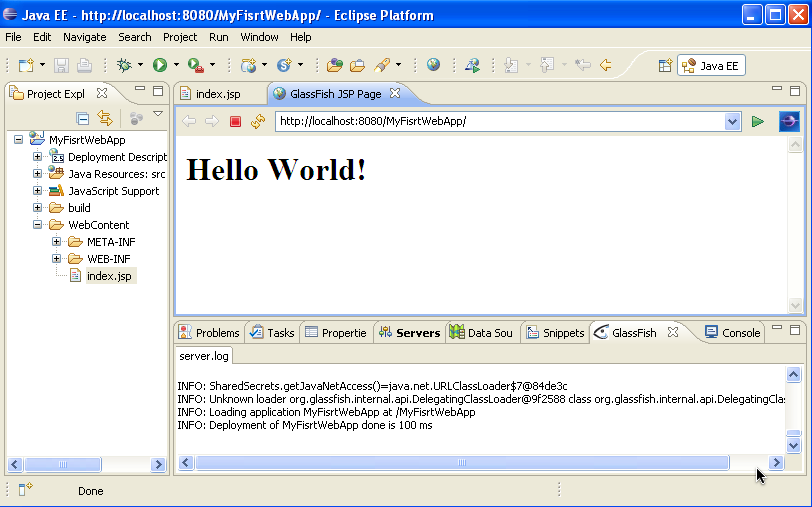 Java EE - http://localhost:8080/MyFisrtWebApp/ - Eclipse Platform
File Edit Navigate Search Project Run Window Help
Java EE
Project Expl
index.jsp
GlassFish JSP Page
http://localhost:8080/MyFisrtWebApp/
MyFisrtWebApp
2.5 Deployment Descript
Java Resources: src
JavaScript Support
build
WebContent
META-INF
WEB-INF
index.jsp
Hello World!
Problems Tasks Propertie Servers Data Sou Snippets GlassFish Console
server.log
INFO: SharedSecrets.getJavaNetAccess()=java.net.URLClassLoader$7@84de3c
INFO: Unknown loader org.glassfish.internal.api.DelegatingClassLoader@9f2588 class org.glassfish.internal.api.DelegatingClas
INFO: Loading application MyFisrtWebApp at /MyFisrtWebApp
INFO: Deployment of MyFisrtWebApp done is 100 ms
Done